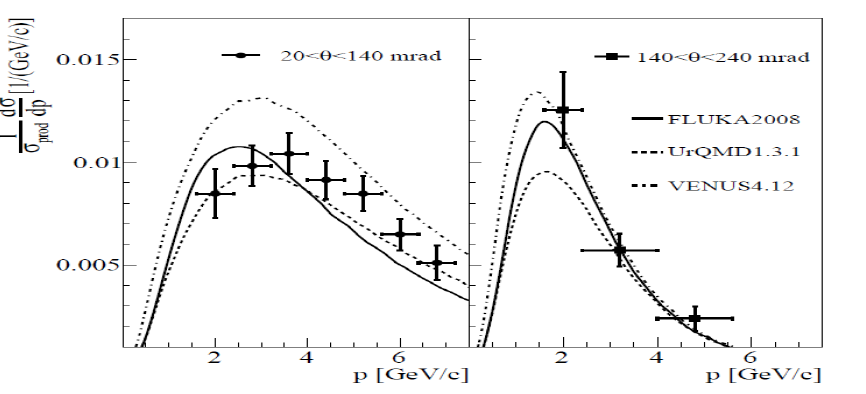 1/σprod dσ/dp [1/(GeV/c)]
20<θ<140 mrad
0.015
0.01
0.005
2 4 6
p [GeV/c]
140<θ<240 mrad
FLUKA2008
UrQMD1.3.1
VENUS4.12
2 4 6
p [GeV/c]